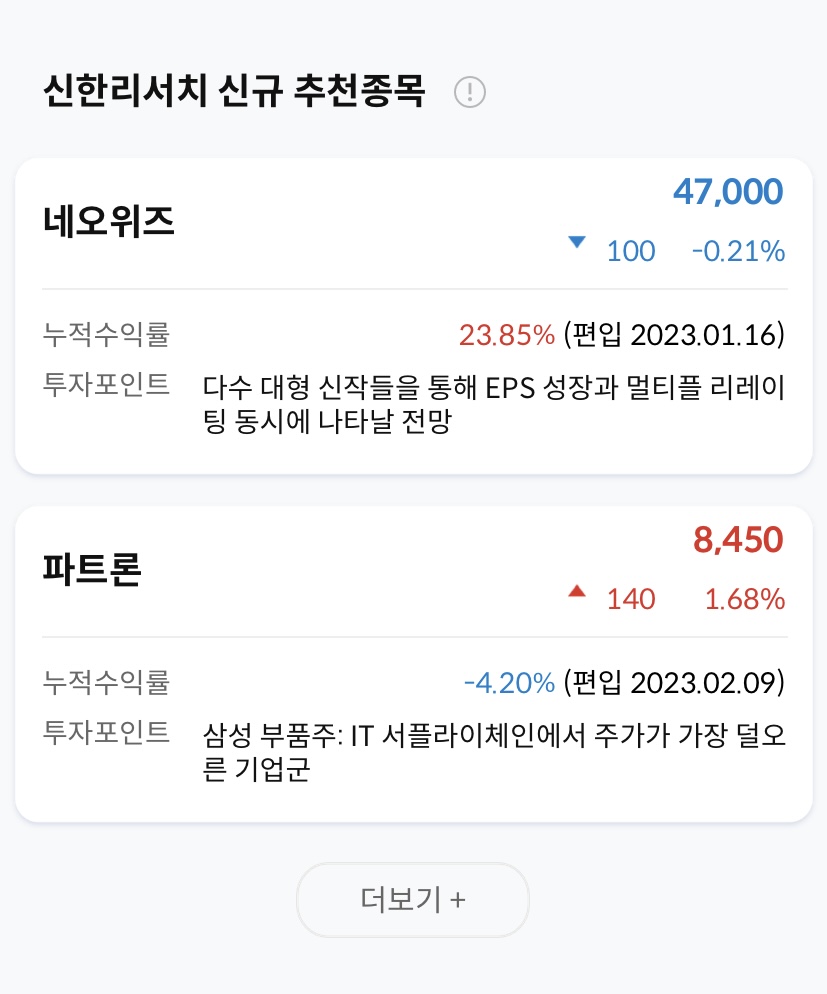 신한리서치 신규 추천종목
네오위즈
47,000
▼ 100 -0.21%
누적수익률 23.85% (편입 2023.01.16)
투자포인트 다수 대형 신작들을 통해 EPS 성장과 멀티플 리레이
팅 동시에 나타날 전망
파트론
8,450
▲ 140 1.68%
누적수익률 -4.20% (편입 2023.02.09)
투자포인트 삼성 부품주: IT 서플라이체인에서 주가가 가장 덜오
른 기업군
더보기 +